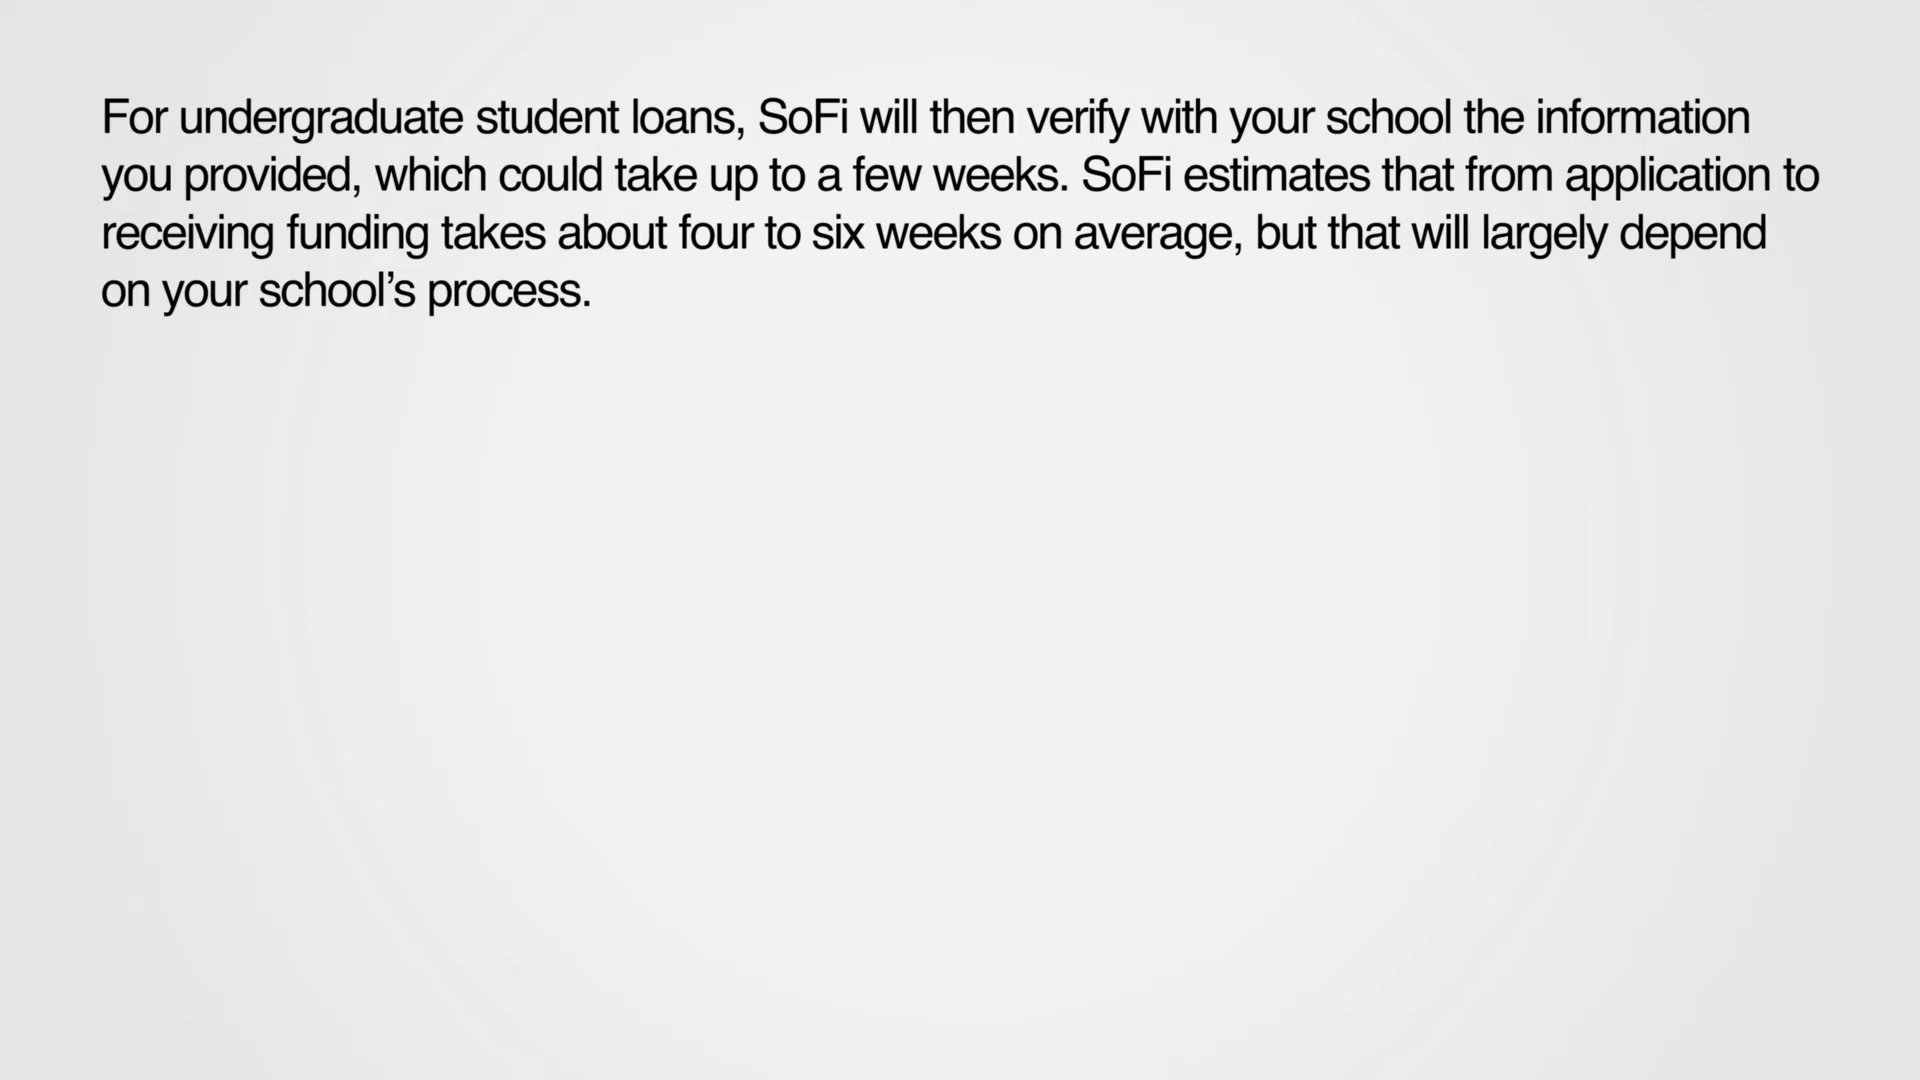 For undergraduate student loans, SoFi will then verify with your school the information
you provided, which could take up to a few weeks. SoFi estimates that from application to
receiving funding takes about four to six weeks on average, but that will largely depend
on your school’s process.